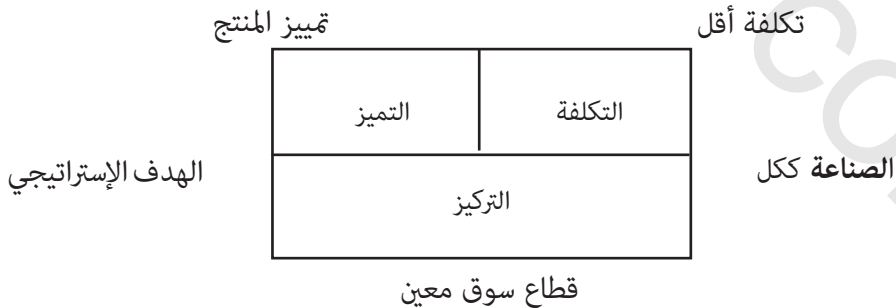 تكلفة أقل
تمييز المنتج
التكلفة
التميز
الصناعة ككل
الهدف الإستراتيجي
التركيز
قطاع سوق معين